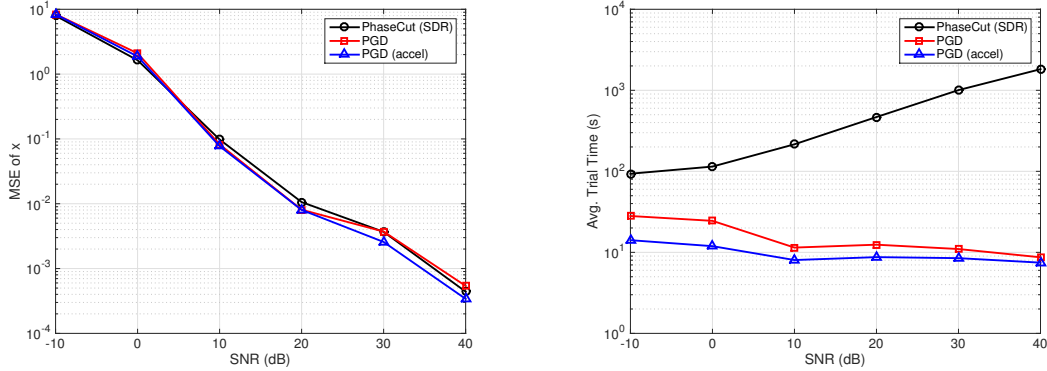 10^1
10^0
10^-1
10^-2
10^-3
10^-4
MSE of x
-10 0 10 20 30 40
SNR (dB)
PhaseCut (SDR)
PGD
PGD (accel)
10^4
10^3
10^2
10^1
10^0
Avg. Trial Time (s)
-10 0 10 20 30 40
SNR (dB)
PhaseCut (SDR)
PGD
PGD (accel)